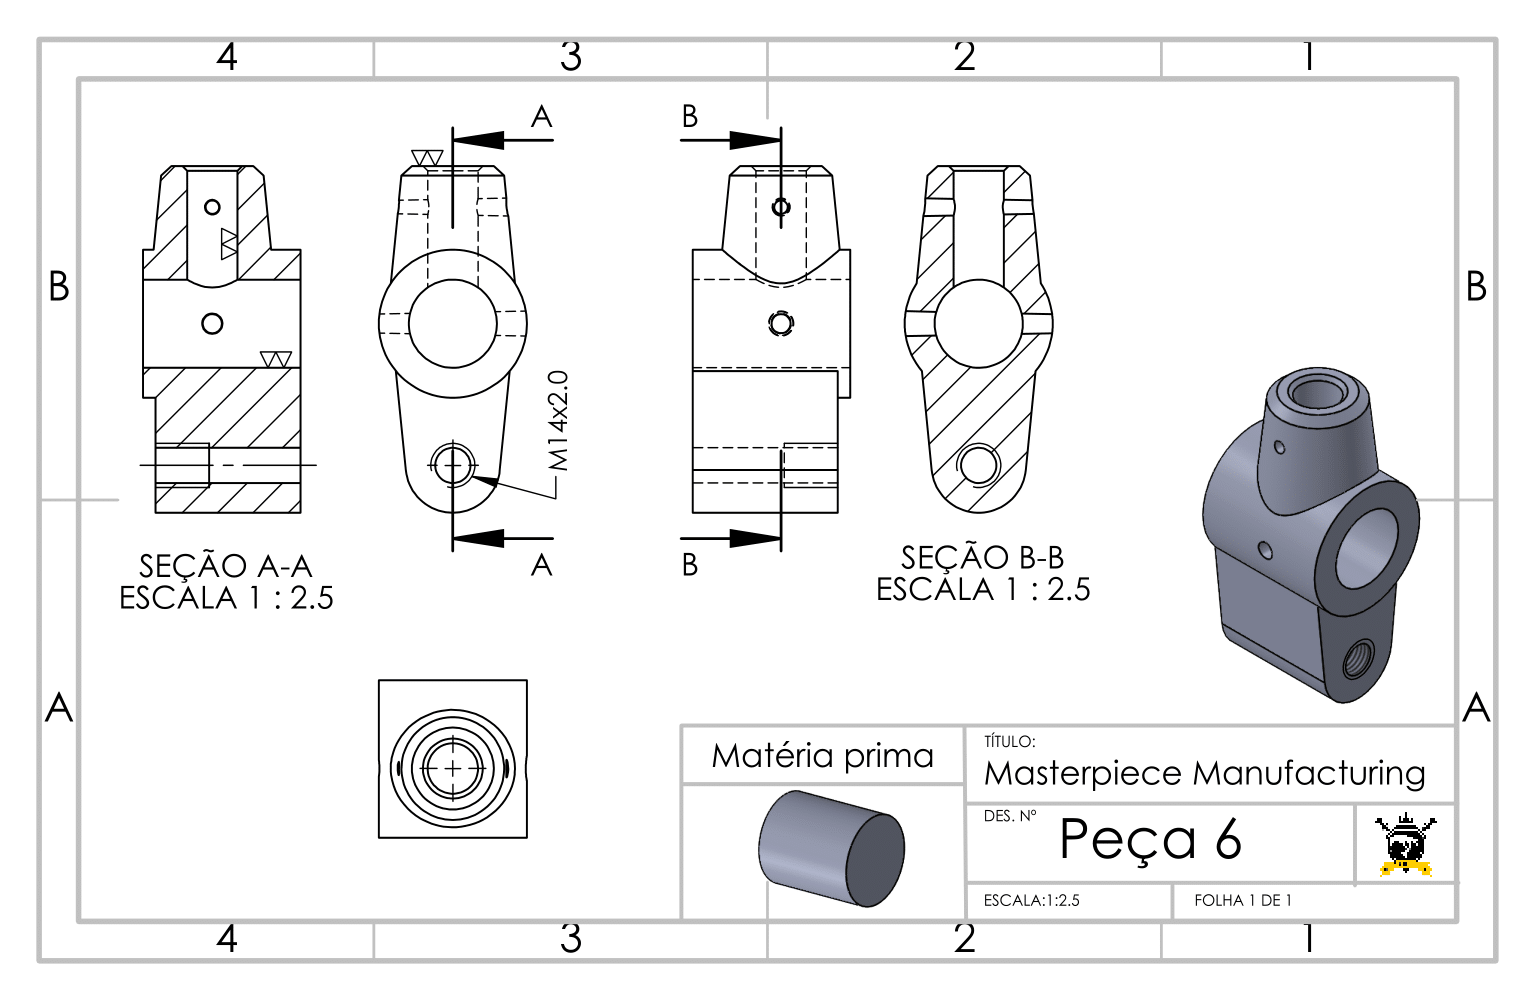 4 3 2 1
A
B
B
B
M14x2.0
A
B
SEÇÃO A-A
ESCALA 1 : 2.5
SEÇÃO B-B
ESCALA 1 : 2.5
A
A
Matéria prima
TÍTULO:
Masterpiece Manufacturing
DES. Nº
Peça 6
ESCALA:1:2.5
FOLHA 1 DE 1
4 3 2 1